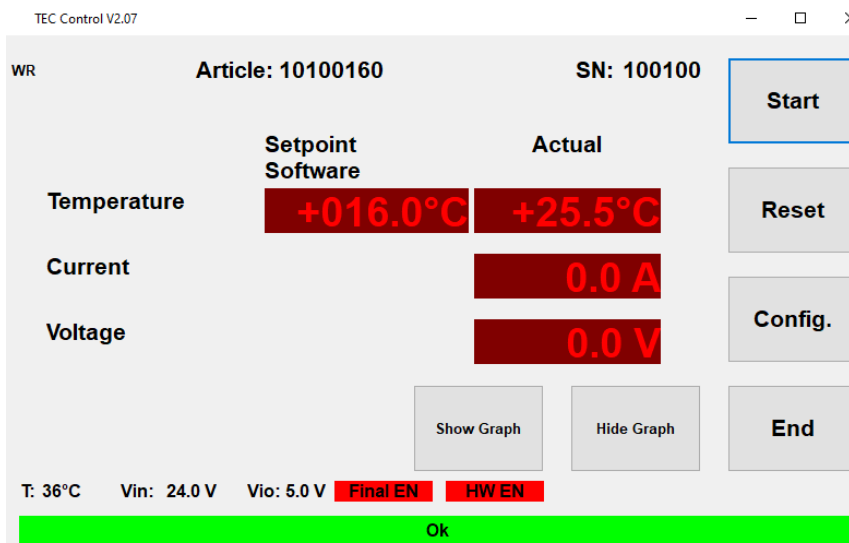 TEC Control V2.07
WR Article: 10100160 SN: 100100
Start
Setpoint Software Actual
Temperature +016.0°C +25.5°C
Reset
Current 0.0 A
Config.
Voltage 0.0 V
Show Graph Hide Graph End
T: 36°C Vin: 24.0 V Vio: 5.0 V Final EN HW EN
Ok